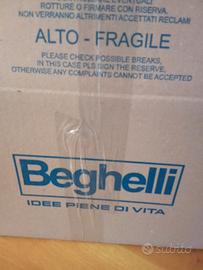 ROTTURE O FIRMARE CON RISERVA.
NON VERRANNO ALTRIMENTI ACCETTATI RECLAMI
ALTO - FRAGILE
PLEASE CHECK POSSIBLE BREAKS,
IN THIS CASE PLS SIGN THE RESERVE,
OTHERWISE ANY COMPLAINTS CANNOT BE ACCEPTED
Beghelli
IDEE PIENE DI VITA
subito